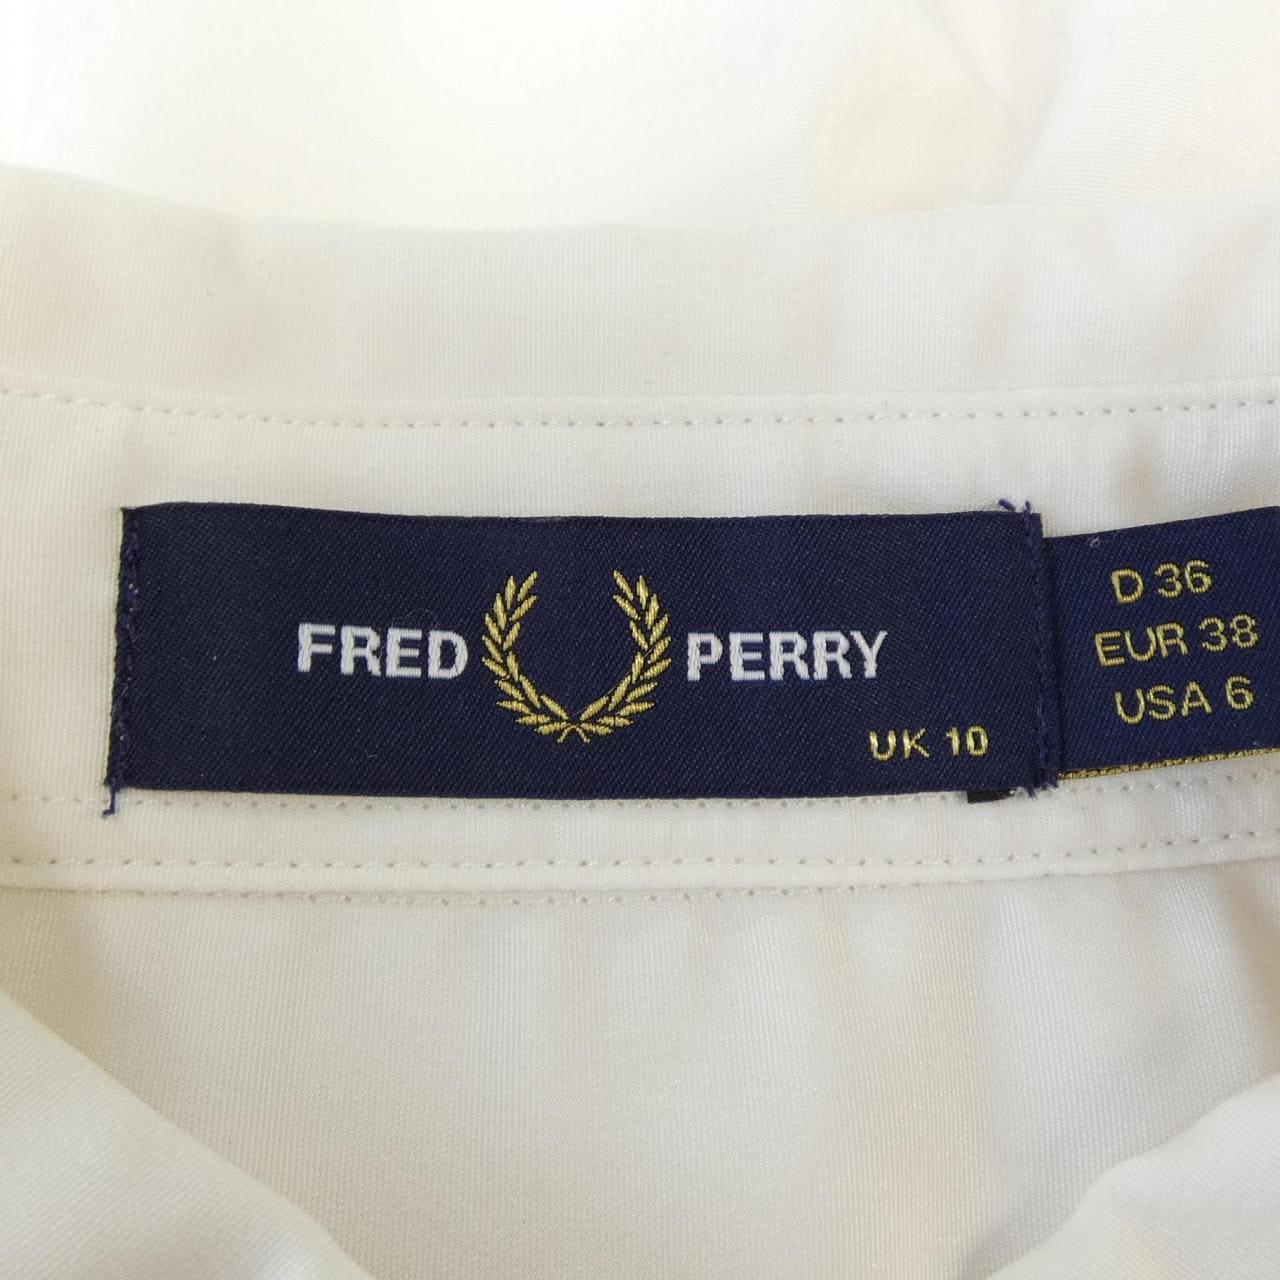 FRED PERRY
UK 10
D 36
EUR 38
USA 6